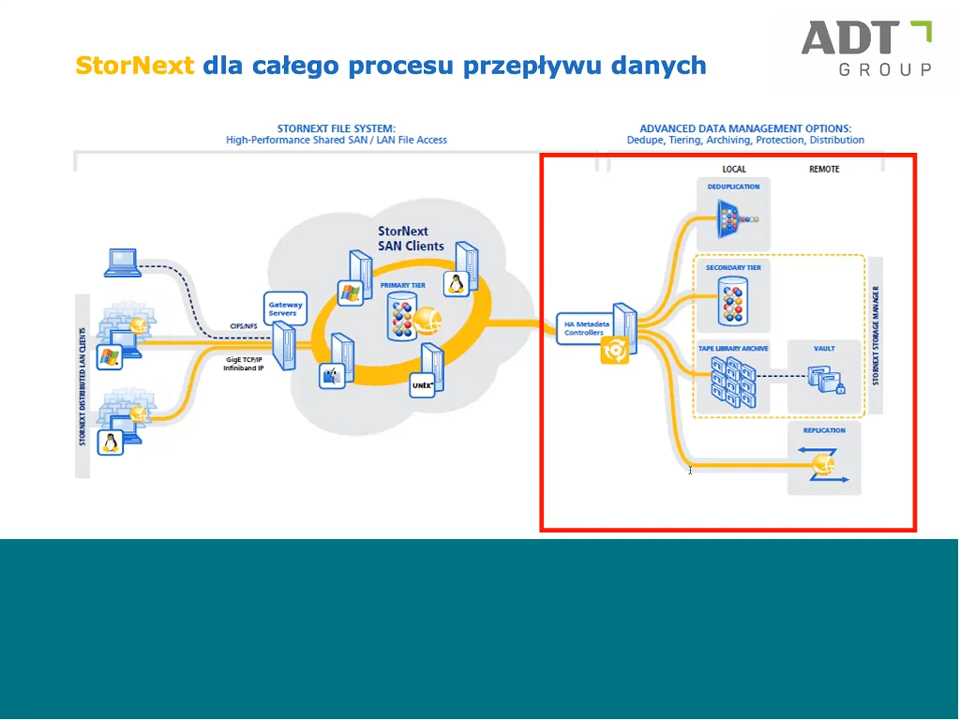 StorNext dla całego procesu przepływu danych
ADT
GROUP
STORNEXT FILE SYSTEM:
High-Performance Shared SAN / LAN File Access
ADVANCED DATA MANAGEMENT OPTIONS:
Dedupe, Tiering, Archiving, Protection, Distribution
LOCAL
REMOTE
DEDUPLICATION
StorNext
SAN Clients
PRIMARY TIER
Gateway
Servers
CIFS/NFS
GigE TCP/IP
Infiniband IP
UNIX*
STORNEXT DISTRIBUTED LAN CLIENTS
HA Metadata
Controllers
SECONDARY TIER
TAPE LIBRARY ARCHIVE
VAULT
STORNEXT STORAGE MANAGER
REPLICATION